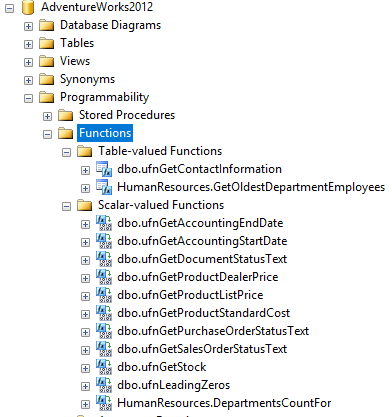 AdventureWorks2012
Database Diagrams
Tables
Views
Synonyms
Programmability
Stored Procedures
Functions
Table-valued Functions
dbo.ufnGetContactInformation
HumanResources.GetOldestDepartmentEmployees
Scalar-valued Functions
dbo.ufnGetAccountingEndDate
dbo.ufnGetAccountingStartDate
dbo.ufnGetDocumentStatusText
dbo.ufnGetProductDealerPrice
dbo.ufnGetProductListPrice
dbo.ufnGetProductStandardCost
dbo.ufnGetPurchaseOrderStatusText
dbo.ufnGetSalesOrderStatusText
dbo.ufnGetStock
dbo.ufnLeadingZeros
HumanResources.DepartmentsCountFor